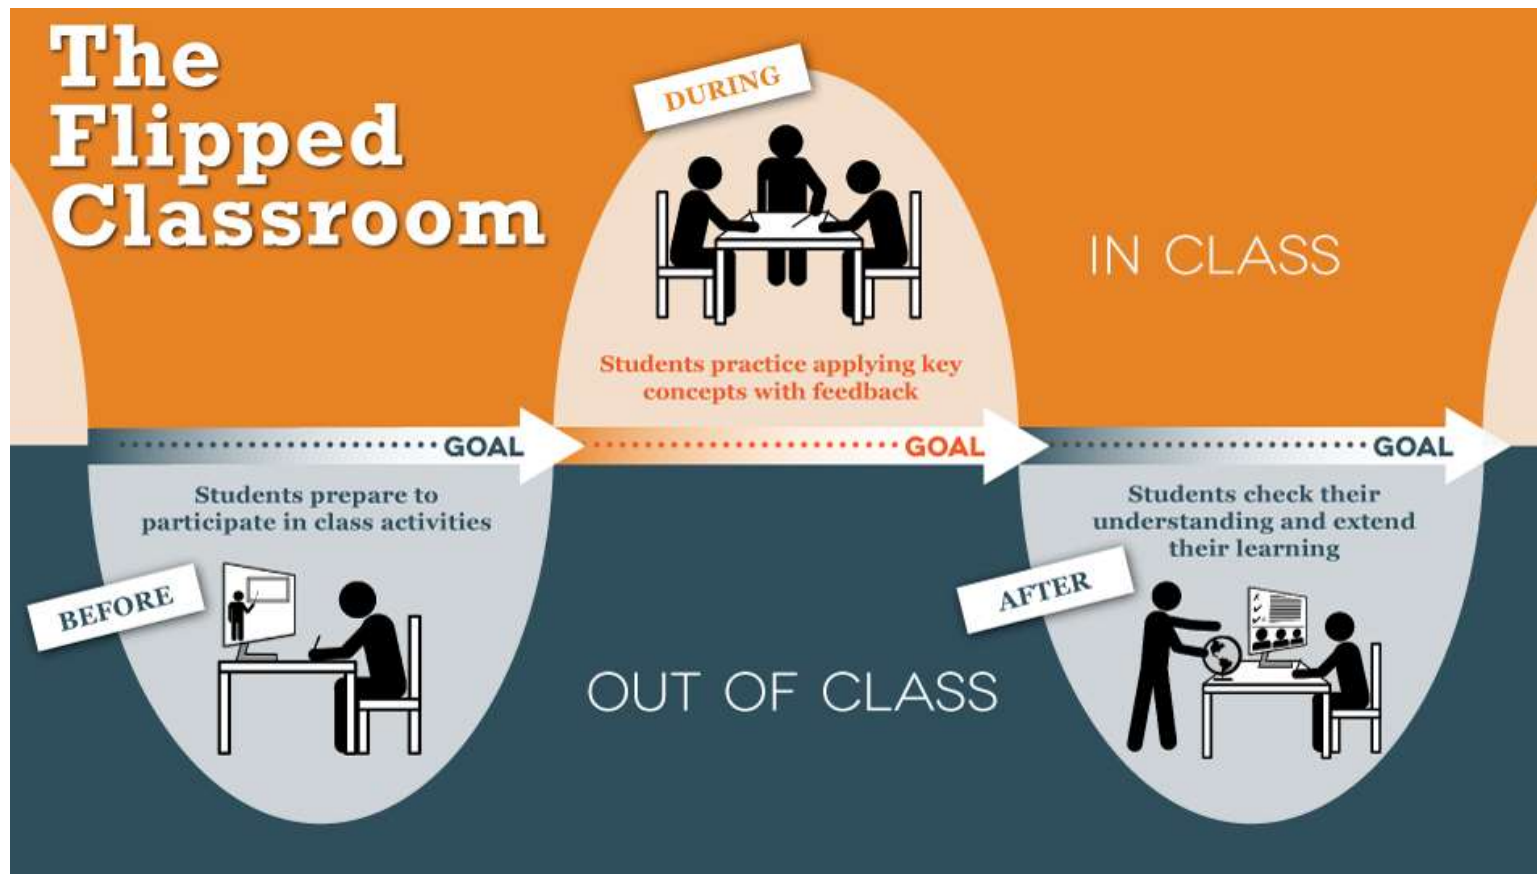 The
Flipped
Classroom
DURING
IN CLASS
Students practice applying key
concepts with feedback
GOAL
GOAL
GOAL
Students prepare to
participate in class activities
BEFORE
OUT OF CLASS
Students check their
understanding and extend
their learning
AFTER